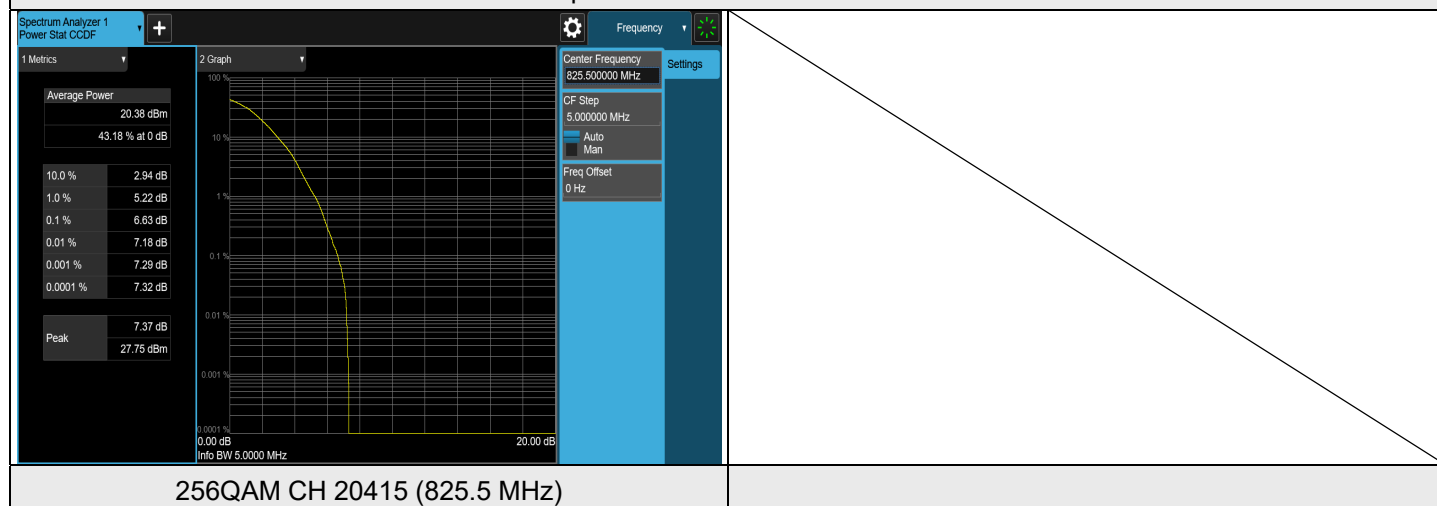 Spectrum Analyzer 1
Power Stat CCDF
+
Frequency
1 Metrics
2 Graph
Center Frequency
825.500000 MHz
Settings
CF Step
5.000000 MHz
Auto
Man
Freq Offset
0 Hz
Average Power
20.38 dBm
43.18 % at 0 dB
10.0 % 2.94 dB
1.0 % 5.22 dB
0.1 % 6.63 dB
0.01 % 7.18 dB
0.001 % 7.29 dB
0.0001 % 7.32 dB
Peak
7.37 dB
27.75 dBm
100 %
10 %
1 %
0.1 %
0.01 %
0.001 %
0.0001 %
0.00 dB 20.00 dB
Info BW 5.0000 MHz
256QAM CH 20415 (825.5 MHz)